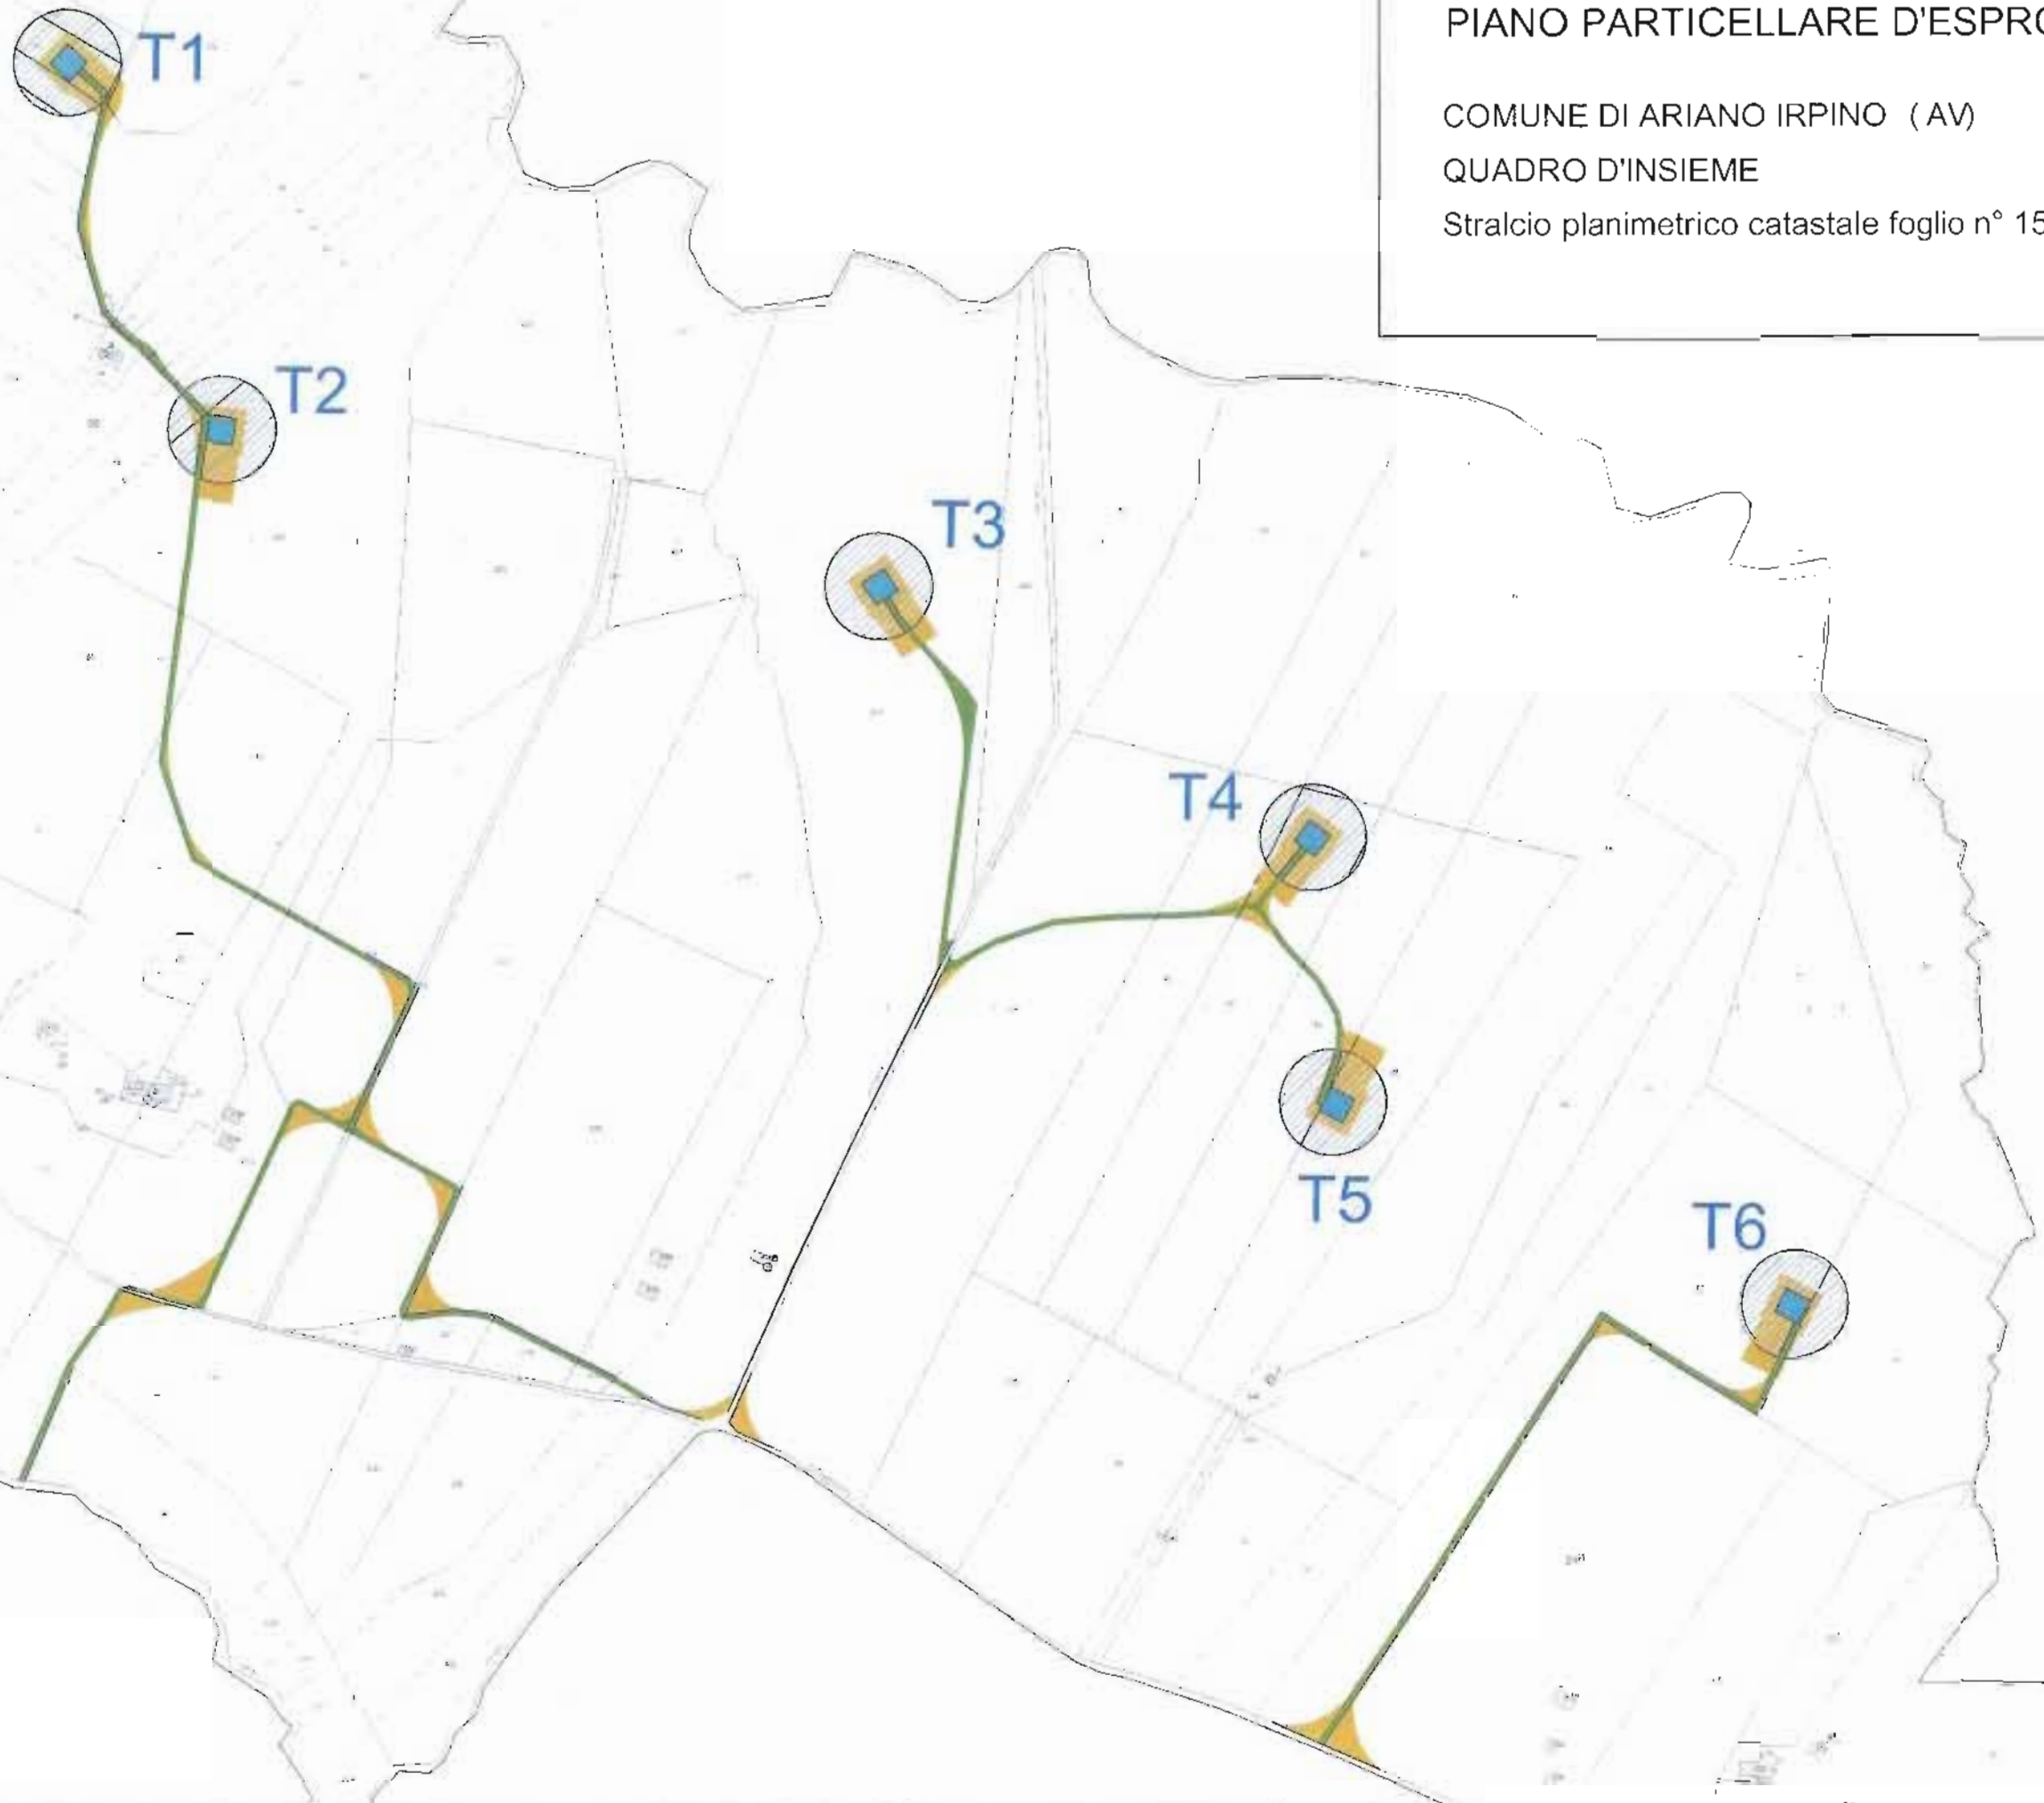 PIANO PARTICELLARE D'ESPRO
COMUNE DI ARIANO IRPINO (AV)
QUADRO D'INSIEME
Stralcio planimetrico catastale foglio n° 15
T1
T2
T3
T4
T5
T6